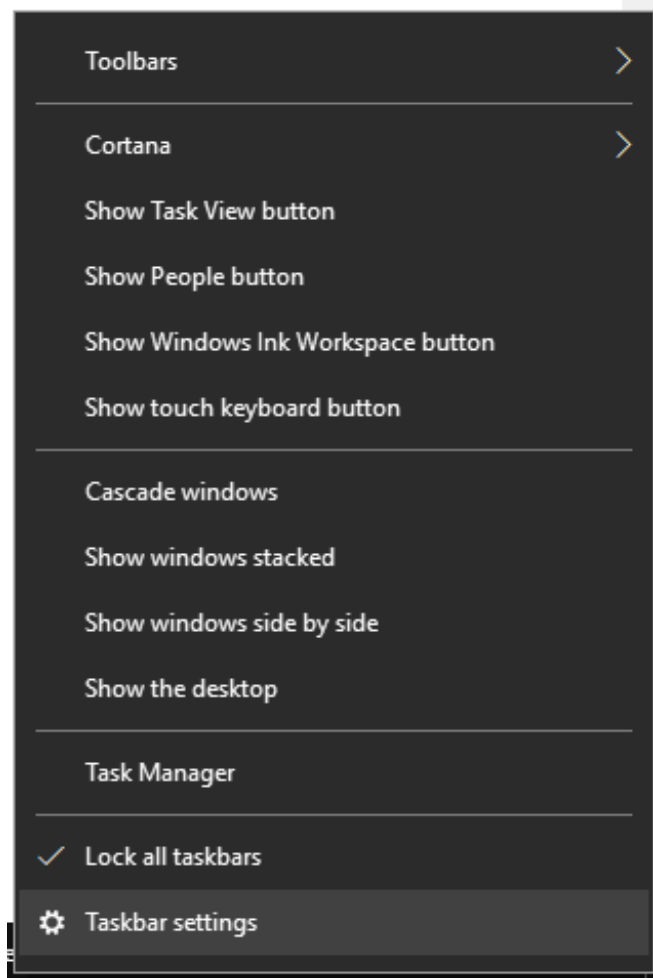 Toolbars
Cortana
Show Task View button
Show People button
Show Windows Ink Workspace button
Show touch keyboard button
Cascade windows
Show windows stacked
Show windows side by side
Show the desktop
Task Manager
Lock all taskbars
Taskbar settings